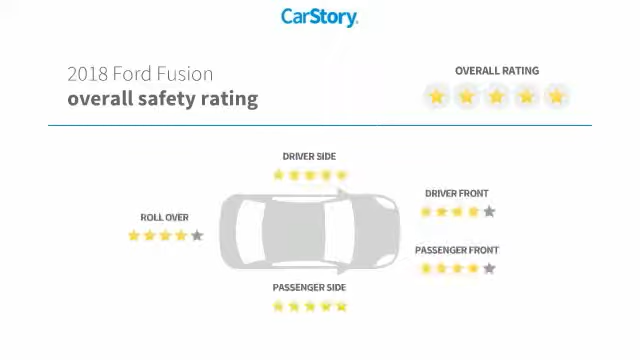 CarStory.
2018 Ford Fusion
overall safety rating
OVERALL RATING
DRIVER SIDE
DRIVER FRONT
ROLL OVER
PASSENGER FRONT
PASSENGER SIDE